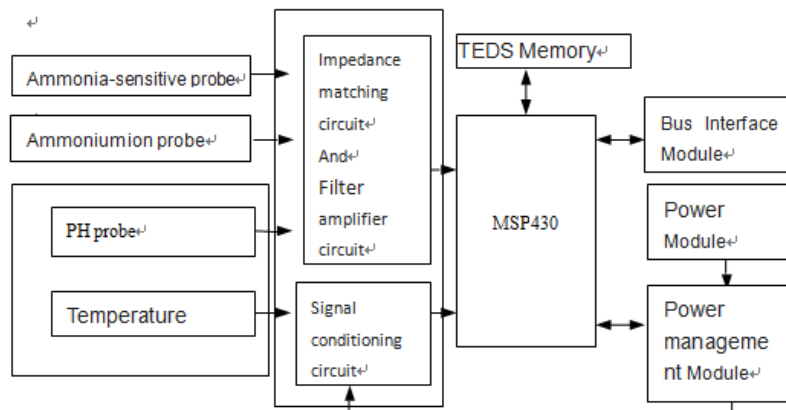 Ammonia-sensitive probe
Ammoniumion probe
PH probe
Temperature
Impedance
matching
circuit
And
Filter
amplifier
circuit
Signal
conditioning
circuit
TEDS Memory
MSP430
Bus Interface
Module
Power
Module
Power
manageme
nt Module